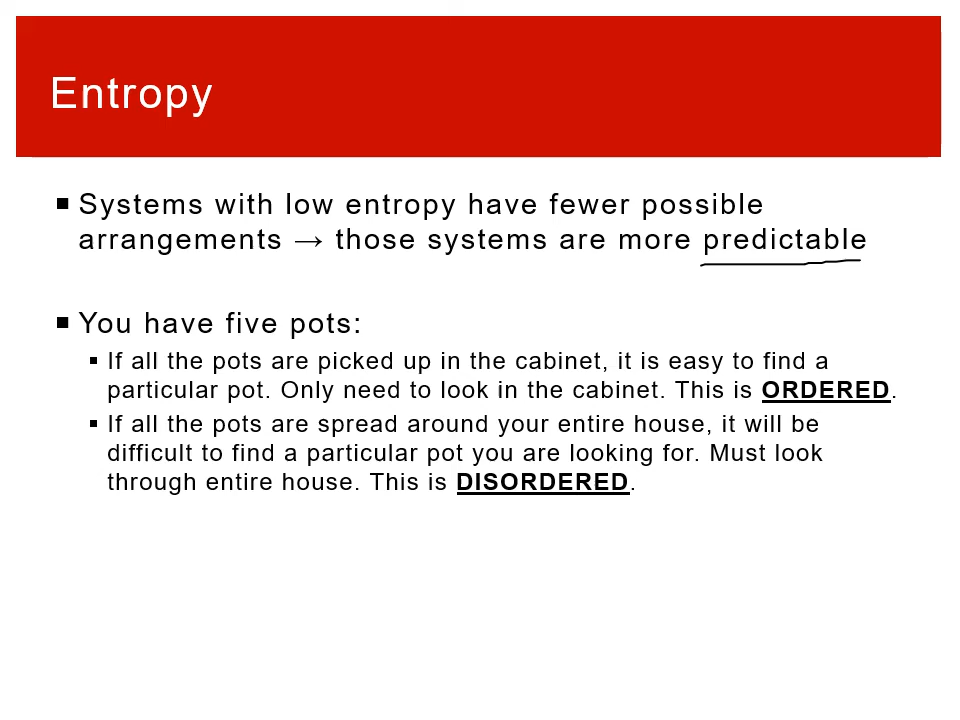 Entropy
Systems with low entropy have fewer possible
arrangements → those systems are more predictable
You have five pots:
If all the pots are picked up in the cabinet, it is easy to find a
particular pot. Only need to look in the cabinet. This is ORDERED.
If all the pots are spread around your entire house, it will be
difficult to find a particular pot you are looking for. Must look
through entire house. This is DISORDERED.